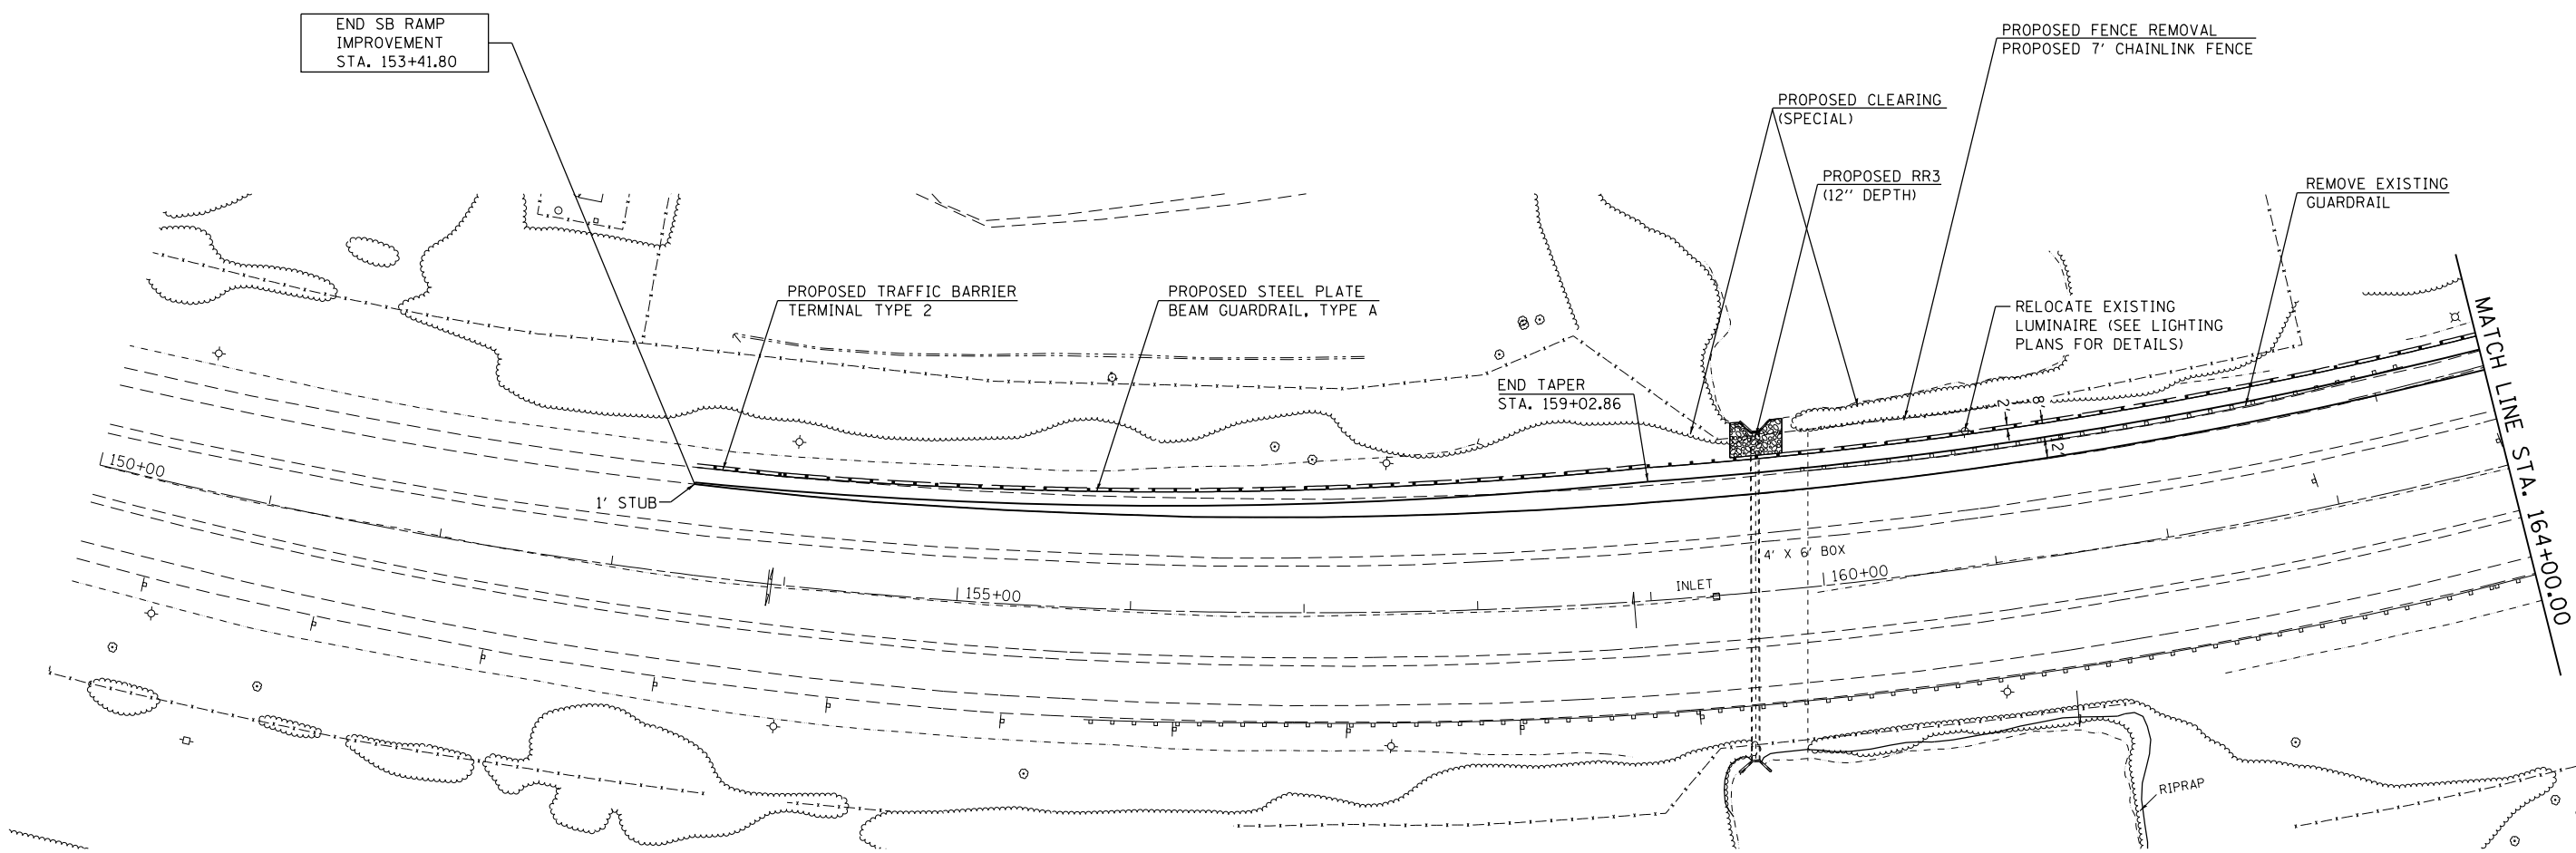 END SB RAMP
IMPROVEMENT
STA. 153+41.80
PROPOSED FENCE REMOVAL
PROPOSED 7' CHAINLINK FENCE
PROPOSED CLEARING
(SPECIAL)
PROPOSED RR3
(12'' DEPTH)
REMOVE EXISTING
GUARDRAIL
PROPOSED TRAFFIC BARRIER
TERMINAL TYPE 2
PROPOSED STEEL PLATE
BEAM GUARDRAIL, TYPE A
RELOCATE EXISTING
LUMINAIRE (SEE LIGHTING
PLANS FOR DETAILS)
END TAPER
STA. 159+02.86
MATCH LINE STA. 164+00.00
2'
8'
150+00
1' STUB
4' X 6' BOX
INLET
160+00
155+00
RIPRAP